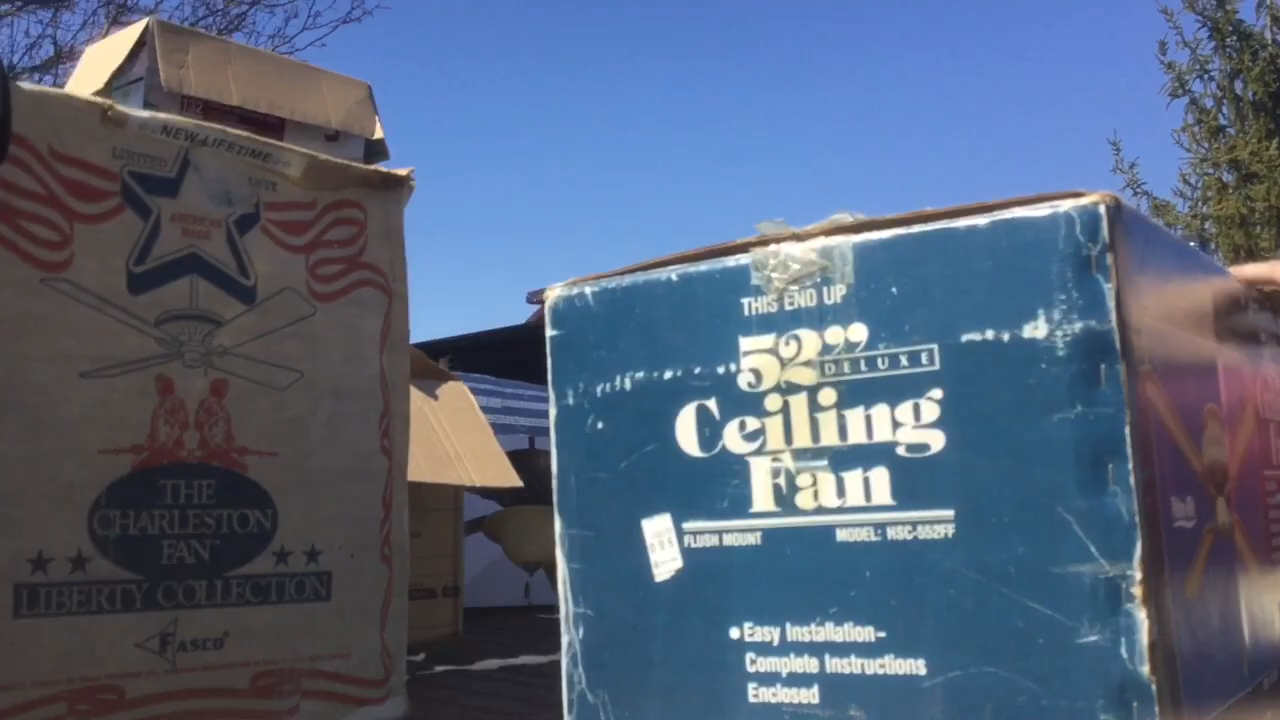 132
NEW LIFETIME
LIMITED
AMERICAN
MADE
THE
CHARLESTON
FAN
LIBERTY COLLECTION
FASCO
THIS END UP
52”
DELUXE
Ceiling
Fan
FLUSH MOUNT MODEL: HSC-552FF
• Easy Installation–
Complete Instructions
Enclosed